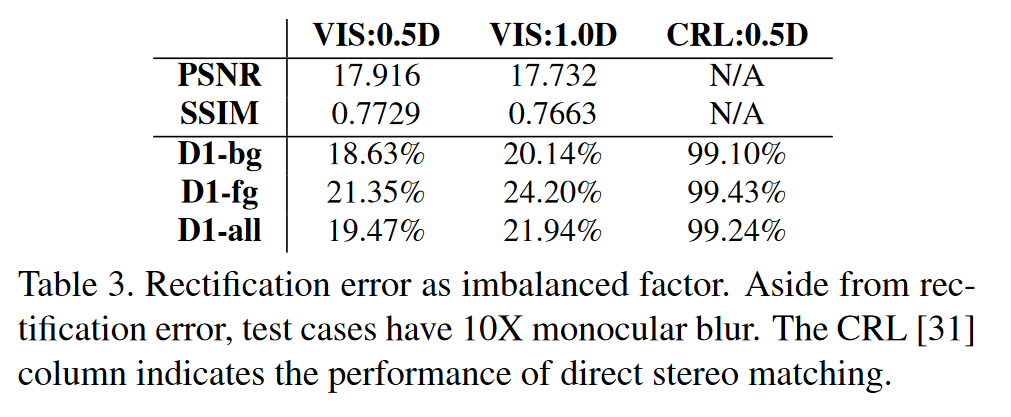 VIS:0.5D VIS:1.0D CRL:0.5D
PSNR 17.916 17.732 N/A
SSIM 0.7729 0.7663 N/A
D1-bg 18.63% 20.14% 99.10%
D1-fg 21.35% 24.20% 99.43%
D1-all 19.47% 21.94% 99.24%
Table 3. Rectification error as imbalanced factor. Aside from rec-
tification error, test cases have 10X monocular blur. The CRL [31]
column indicates the performance of direct stereo matching.